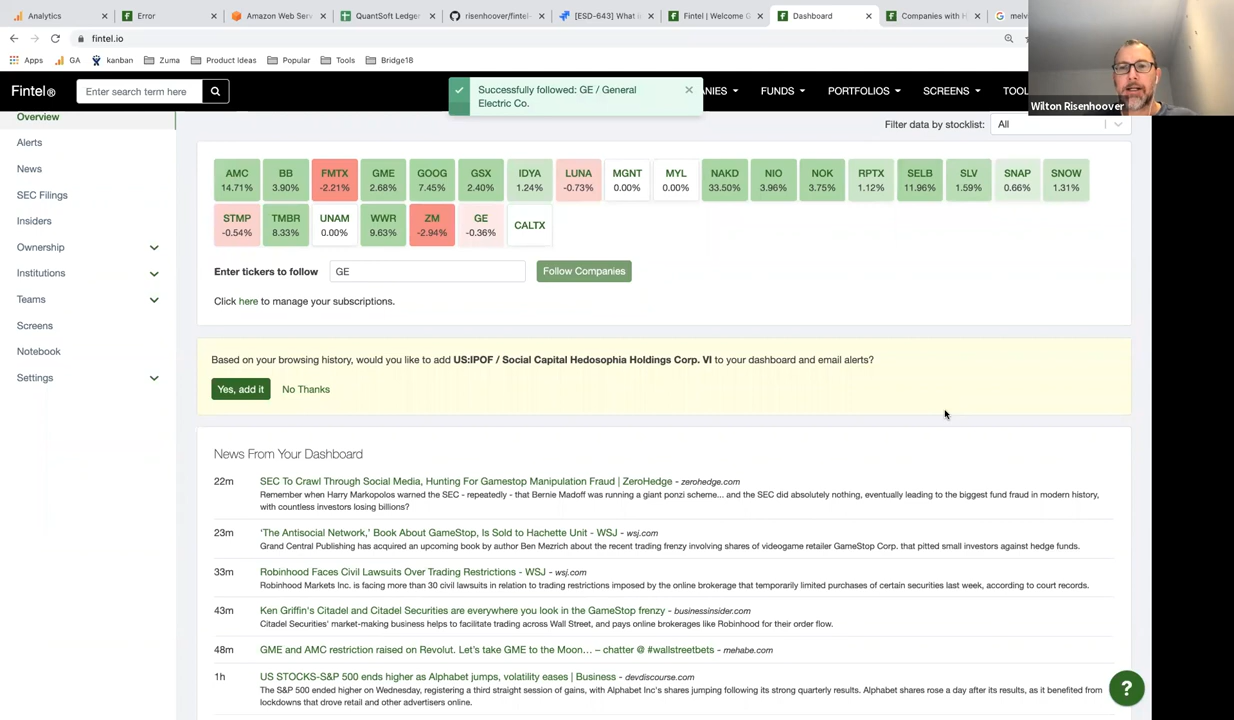 Analytics
Error
Amazon Web Serv
QuantSoft Ledger
risenhoover/fintel-
[ESD-643] What i
Fintel | Welcome
Dashboard
Companies with H
melv
fintel.io
Apps
GA
kanban
Zuma
Product Ideas
Popular
Tools
Bridge18
Fintel
Enter search term here
Successfully followed: GE / General
Electric Co.
ANIES
FUNDS
PORTFOLIOS
SCREENS
TOOL
Wilton Risenhoover
Overview
Alerts
News
SEC Filings
Insiders
Ownership
Institutions
Teams
Screens
Notebook
Settings
Filter data by stocklist:
All
AMC BB FMTX GME GOOG GSX IDYA LUNA MGNT MYL NAKD NIO NOK RPTX SELB SLV SNAP SNOW
14.71% 3.90% -2.21% 2.68% 7.45% 2.40% 1.24% -0.73% 0.00% 0.00% 33.50% 3.96% 3.75% 1.12% 11.96% 1.59% 0.66% 1.31%
STMP TMBR UNAM WWR ZM GE CALTX
-0.54% 8.33% 0.00% 9.63% -2.94% -0.36%
Enter tickers to follow GE Follow Companies
Click here to manage your subscriptions.
Based on your browsing history, would you like to add US:IPOF / Social Capital Hedosophia Holdings Corp. VI to your dashboard and email alerts?
Yes, add it No Thanks
News From Your Dashboard
22m SEC To Crawl Through Social Media, Hunting For Gamestop Manipulation Fraud | ZeroHedge - zerohedge.com
Remember when Harry Markopolos warned the SEC - repeatedly - that Bernie Madoff was running a giant ponzi scheme... and the SEC did absolutely nothing, eventually leading to the biggest fund fraud in modern history,
with countless investors losing billions?
23m ‘The Antisocial Network,’ Book About GameStop, Is Sold to Hachette Unit - WSJ - wsj.com
Grand Central Publishing has acquired an upcoming book by author Ben Mezrich about the recent trading frenzy involving shares of videogame retailer GameStop Corp. that pitted small investors against hedge funds.
33m Robinhood Faces Civil Lawsuits Over Trading Restrictions - WSJ - wsj.com
Robinhood Markets Inc. is facing more than 30 civil lawsuits in relation to trading restrictions imposed by the online brokerage that temporarily limited purchases of certain securities last week, according to court records.
43m Ken Griffin's Citadel and Citadel Securities are everywhere you look in the GameStop frenzy - businessinsider.com
Citadel Securities' market-making business helps to facilitate trading across Wall Street, and pays online brokerages like Robinhood for their order flow.
48m GME and AMC restriction raised on Revolut. Let's take GME to the Moon… – chatter @ #wallstreetbets - mehabe.com
1h US STOCKS-S&P 500 ends higher as Alphabet jumps, volatility eases | Business - devdiscourse.com
The S&P 500 ended higher on Wednesday, registering a third straight session of gains, with Alphabet Inc's shares jumping following its strong quarterly results. Alphabet shares rose a day after its results, as it benefited from
lockdowns that drove retail and other advertisers online.
?